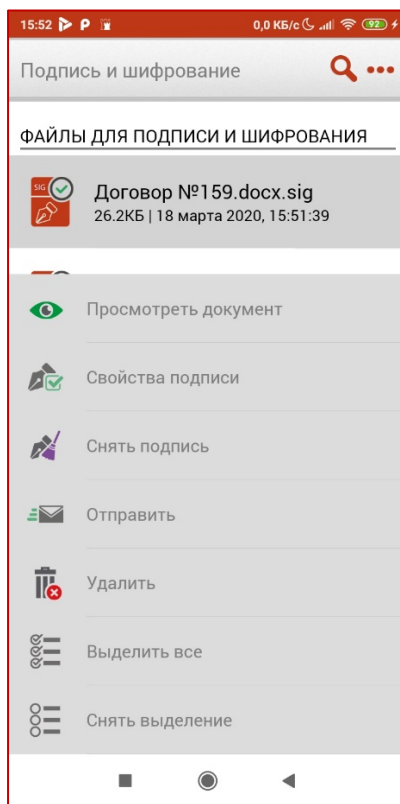 15:52 0,0 КБ/с 92
Подпись и шифрование
ФАЙЛЫ ДЛЯ ПОДПИСИ И ШИФРОВАНИЯ
SIG
Договор №159.docx.sig
26.2КБ | 18 марта 2020, 15:51:39
Просмотреть документ
Свойства подписи
Снять подпись
Отправить
Удалить
Выделить все
Снять выделение